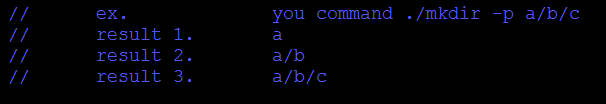 //      ex.             you command ./mkdir -p a/b/c
//      result 1.       a
//      result 2.       a/b
//      result 3.       a/b/c